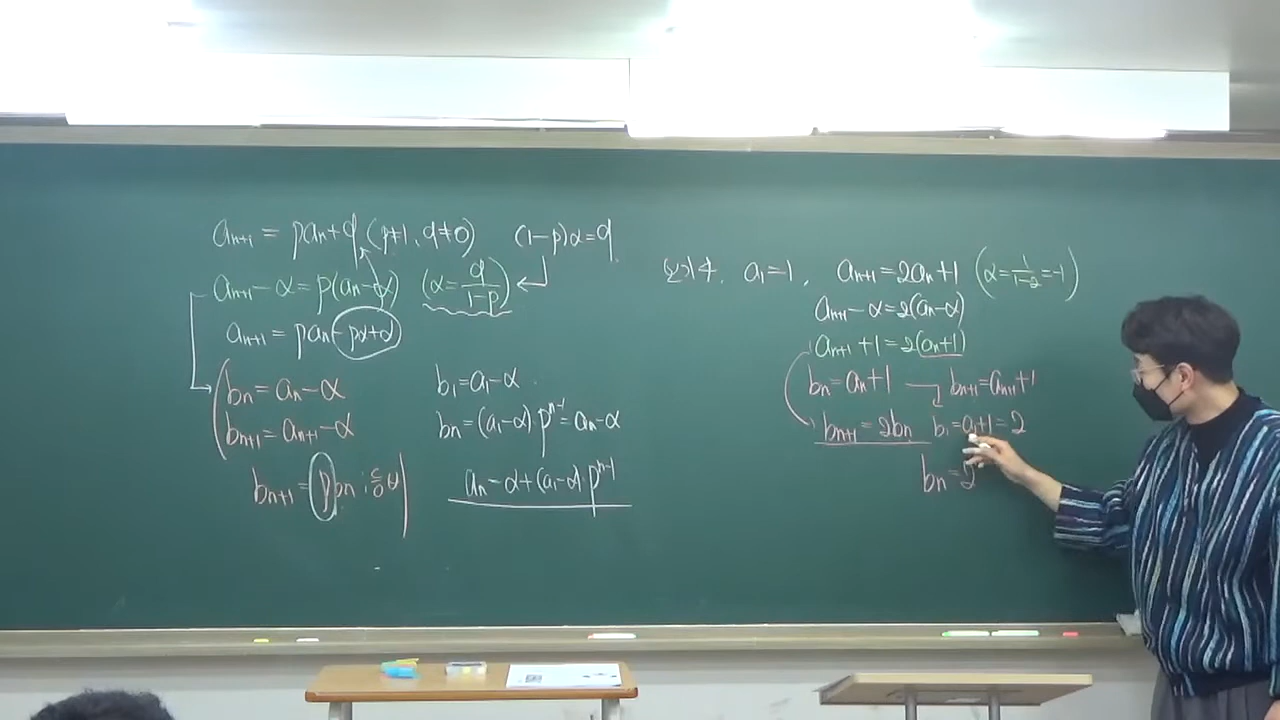 aₙ₊₁ = paₙ+q (p≠1, q≠0) (1-p)α=q
aₙ₊₁-α = p(aₙ-α) (α=q/(1-p))
aₙ₊₁ = paₙ-pα+α
bₙ = aₙ-α
bₙ₊₁ = aₙ₊₁-α
bₙ₊₁ = pbₙ
b₁=a₁-α
bₙ=(a₁-α)pⁿ⁻¹=aₙ-α
aₙ=α+(a₁-α)pⁿ⁻¹
예제4. a₁=1, aₙ₊₁=2aₙ+1 (α=1/(1-2)=-1)
aₙ₊₁-α=2(aₙ-α)
aₙ₊₁+1=2(aₙ+1)
bₙ=aₙ+1 → bₙ₊₁=aₙ₊₁+1
bₙ₊₁=2bₙ b₁=a₁+1=2
bₙ=2